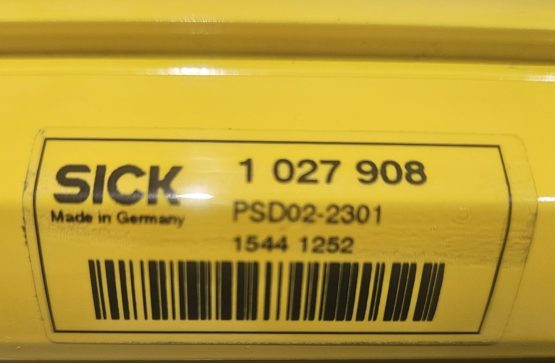 SICK 1 027 908
Made in Germany PSD02-2301
1544 1252